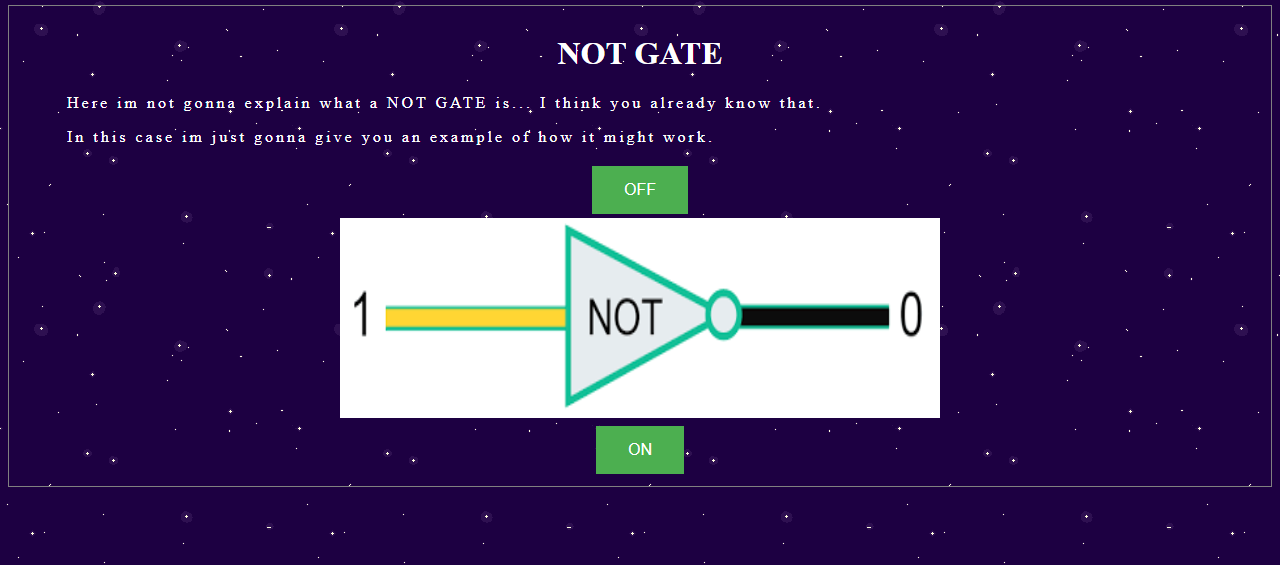 NOT GATE
Here im not gonna explain what a NOT GATE is... I think you already know that.
In this case im just gonna give you an example of how it might work.
OFF
1 NOT 0
ON